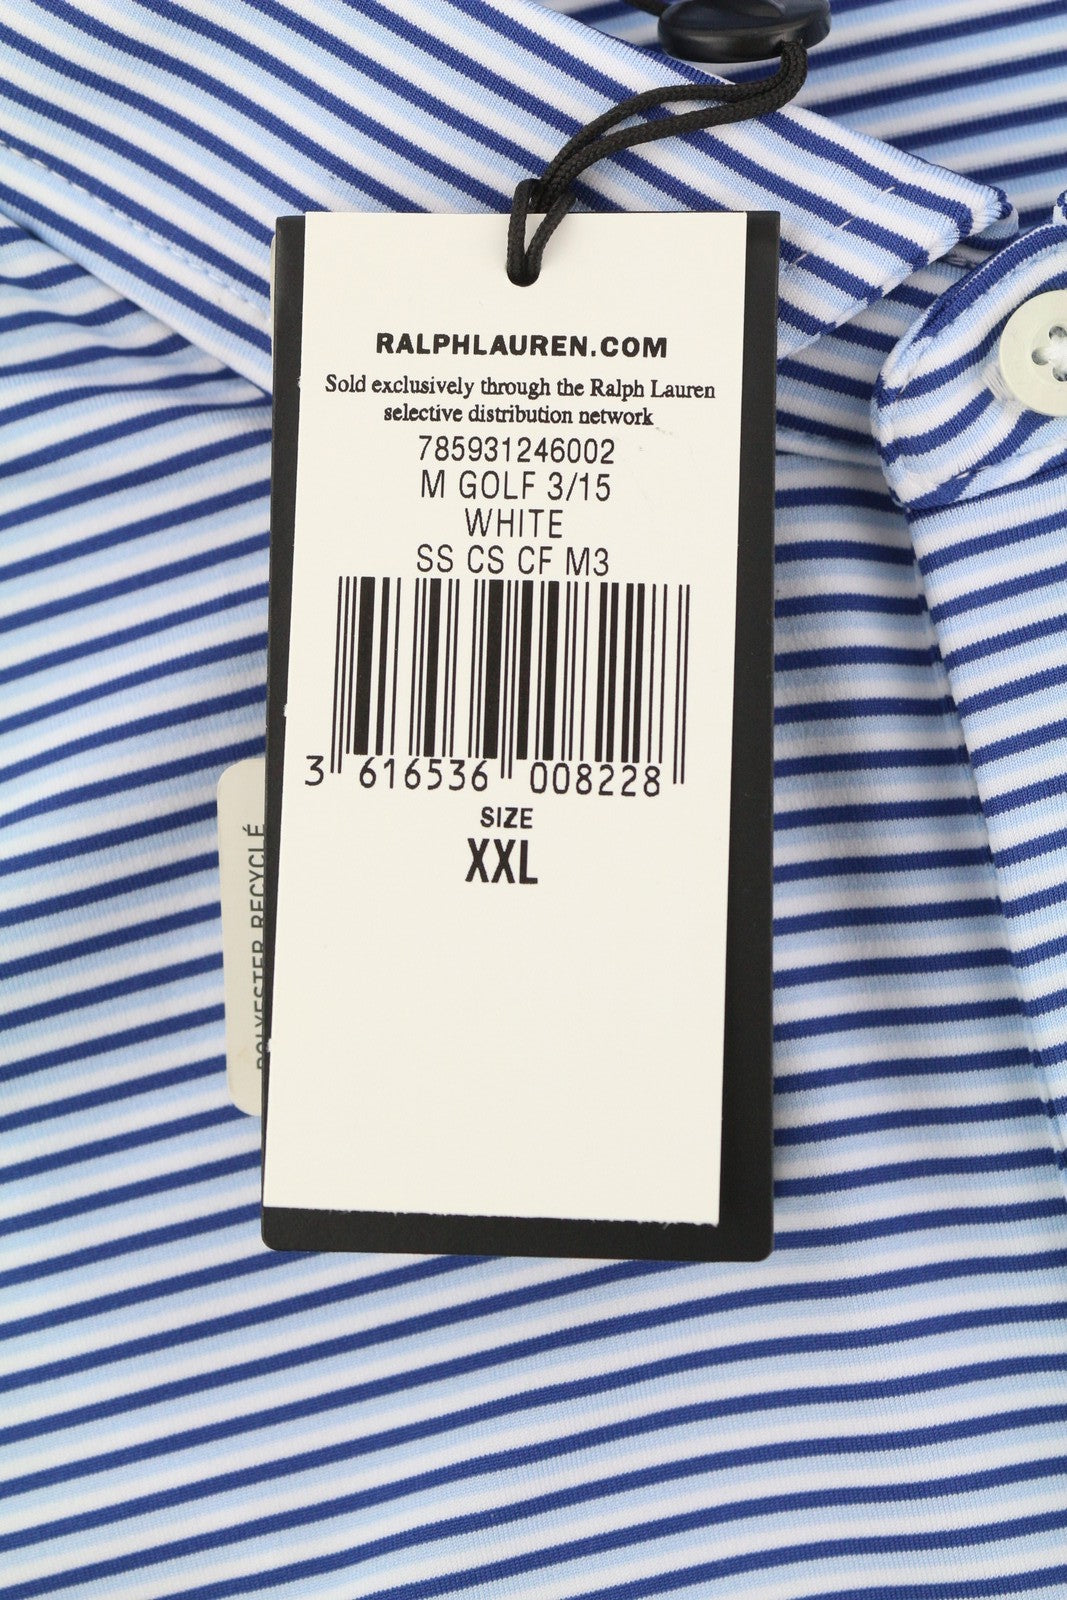 RALPHLAUREN.COM
Sold exclusively through the Ralph Lauren
selective distribution network
785931246002
M GOLF 3/15
WHITE
SS CS CF M3
3 616536 008228
SIZE
XXL
POLYESTER RECYCLÉ